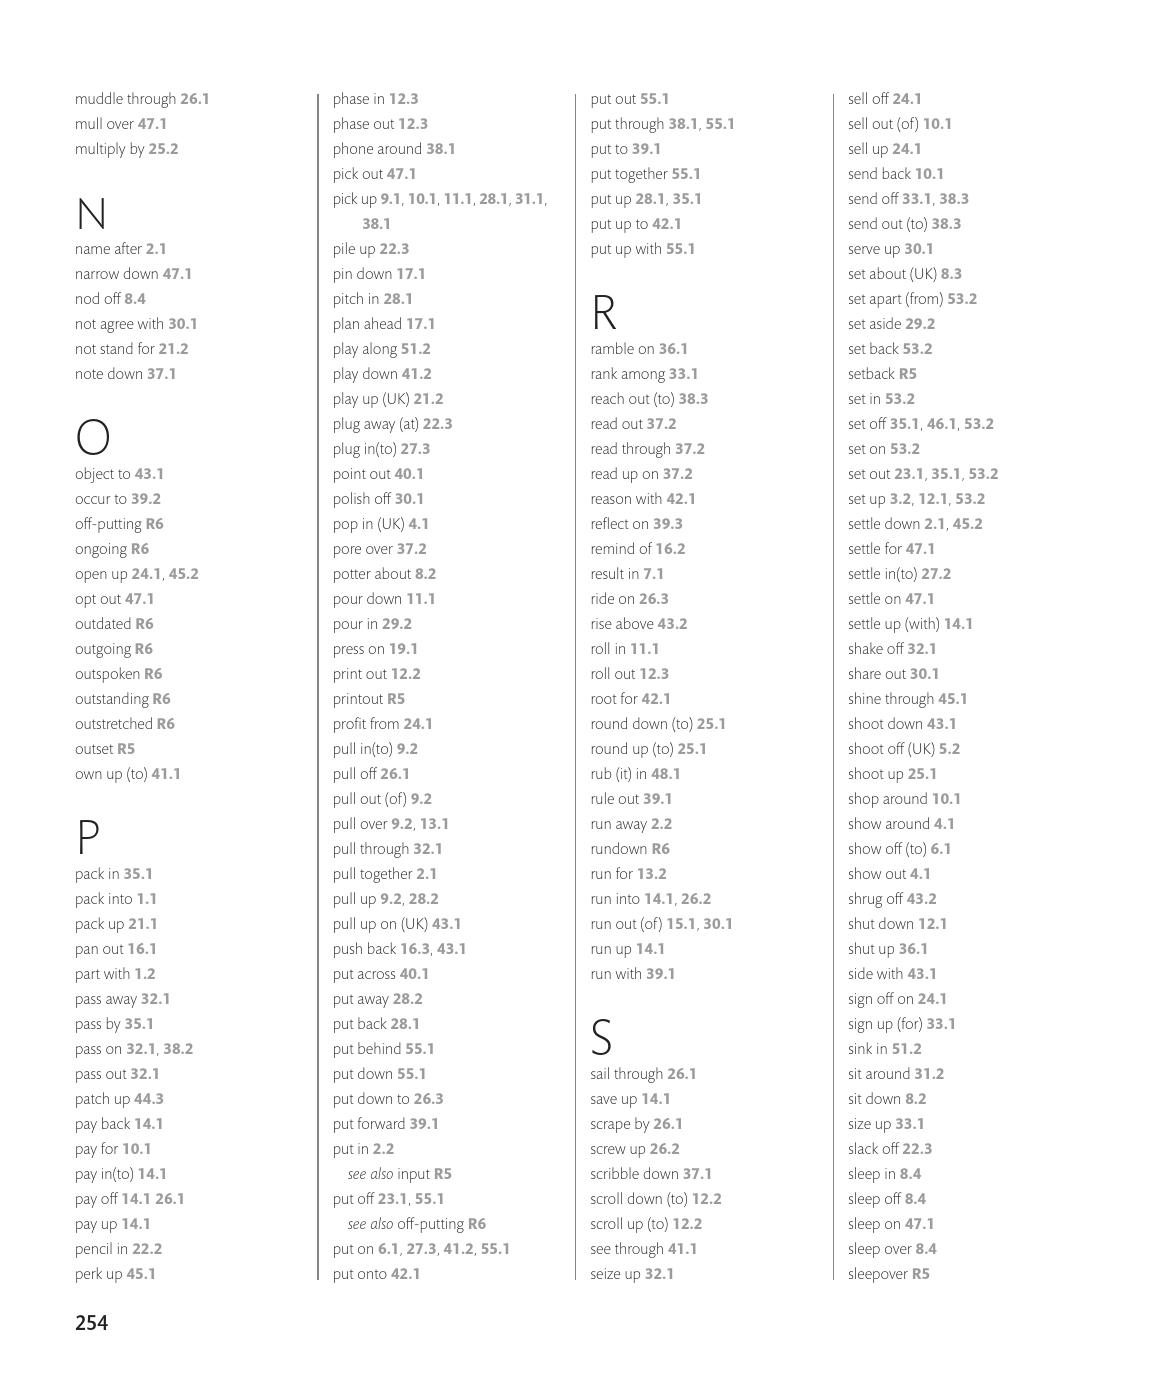 muddle through 26.1
mull over 47.1
multiply by 25.2
N
name after 2.1
narrow down 47.1
nod off 8.4
not agree with 30.1
not stand for 21.2
note down 37.1
O
object to 43.1
occur to 39.2
off-putting R6
ongoing R6
open up 24.1, 45.2
opt out 47.1
outdated R6
outgoing R6
outspoken R6
outstanding R6
outstretched R6
outset R5
own up (to) 41.1
P
pack in 35.1
pack into 1.1
pack up 21.1
pan out 16.1
part with 1.2
pass away 32.1
pass by 35.1
pass on 32.1, 38.2
pass out 32.1
patch up 44.3
pay back 14.1
pay for 10.1
pay in(to) 14.1
pay off 14.1 26.1
pay up 14.1
pencil in 22.2
perk up 45.1
phase in 12.3
phase out 12.3
phone around 38.1
pick out 47.1
pick up 9.1, 10.1, 11.1, 28.1, 31.1,
38.1
pile up 22.3
pin down 17.1
pitch in 28.1
plan ahead 17.1
play along 51.2
play down 41.2
play up (UK) 21.2
plug away (at) 22.3
plug in(to) 27.3
point out 40.1
polish off 30.1
pop in (UK) 4.1
pore over 37.2
potter about 8.2
pour down 11.1
pour in 29.2
press on 19.1
print out 12.2
printout R5
profit from 24.1
pull in(to) 9.2
pull off 26.1
pull out (of) 9.2
pull over 9.2, 13.1
pull through 32.1
pull together 2.1
pull up 9.2, 28.2
pull up on (UK) 43.1
push back 16.3, 43.1
put across 40.1
put away 28.2
put back 28.1
put behind 55.1
put down 55.1
put down to 26.3
put forward 39.1
put in 2.2
see also input R5
put off 23.1, 55.1
see also off-putting R6
put on 6.1, 27.3, 41.2, 55.1
put onto 42.1
put out 55.1
put through 38.1, 55.1
put to 39.1
put together 55.1
put up 28.1, 35.1
put up to 42.1
put up with 55.1
R
ramble on 36.1
rank among 33.1
reach out (to) 38.3
read out 37.2
read through 37.2
read up on 37.2
reason with 42.1
reflect on 39.3
remind of 16.2
result in 7.1
ride on 26.3
rise above 43.2
roll in 11.1
roll out 12.3
root for 42.1
round down (to) 25.1
round up (to) 25.1
rub (it) in 48.1
rule out 39.1
run away 2.2
rundown R6
run for 13.2
run into 14.1, 26.2
run out (of) 15.1, 30.1
run up 14.1
run with 39.1
S
sail through 26.1
save up 14.1
scrape by 26.1
screw up 26.2
scribble down 37.1
scroll down (to) 12.2
scroll up (to) 12.2
see through 41.1
seize up 32.1
sell off 24.1
sell out (of) 10.1
sell up 24.1
send back 10.1
send off 33.1, 38.3
send out (to) 38.3
serve up 30.1
set about (UK) 8.3
set apart (from) 53.2
set aside 29.2
set back 53.2
setback R5
set in 53.2
set off 35.1, 46.1, 53.2
set on 53.2
set out 23.1, 35.1, 53.2
set up 3.2, 12.1, 53.2
settle down 2.1, 45.2
settle for 47.1
settle in(to) 27.2
settle on 47.1
settle up (with) 14.1
shake off 32.1
share out 30.1
shine through 45.1
shoot down 43.1
shoot off (UK) 5.2
shoot up 25.1
shop around 10.1
show around 4.1
show off (to) 6.1
show out 4.1
shrug off 43.2
shut down 12.1
shut up 36.1
side with 43.1
sign off on 24.1
sign up (for) 33.1
sink in 51.2
sit around 31.2
sit down 8.2
size up 33.1
slack off 22.3
sleep in 8.4
sleep off 8.4
sleep on 47.1
sleep over 8.4
sleepover R5
254